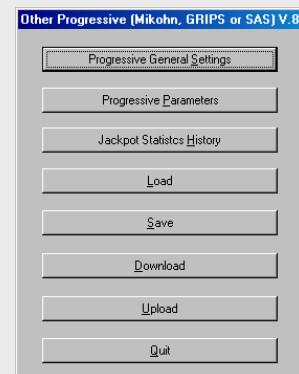 Other Progressive (Mikohn, GRIPS or SAS) V.8
Progressive General Settings
Progressive Parameters
Jackpot Statistcs History
Load
Save
Download
Upload
Quit